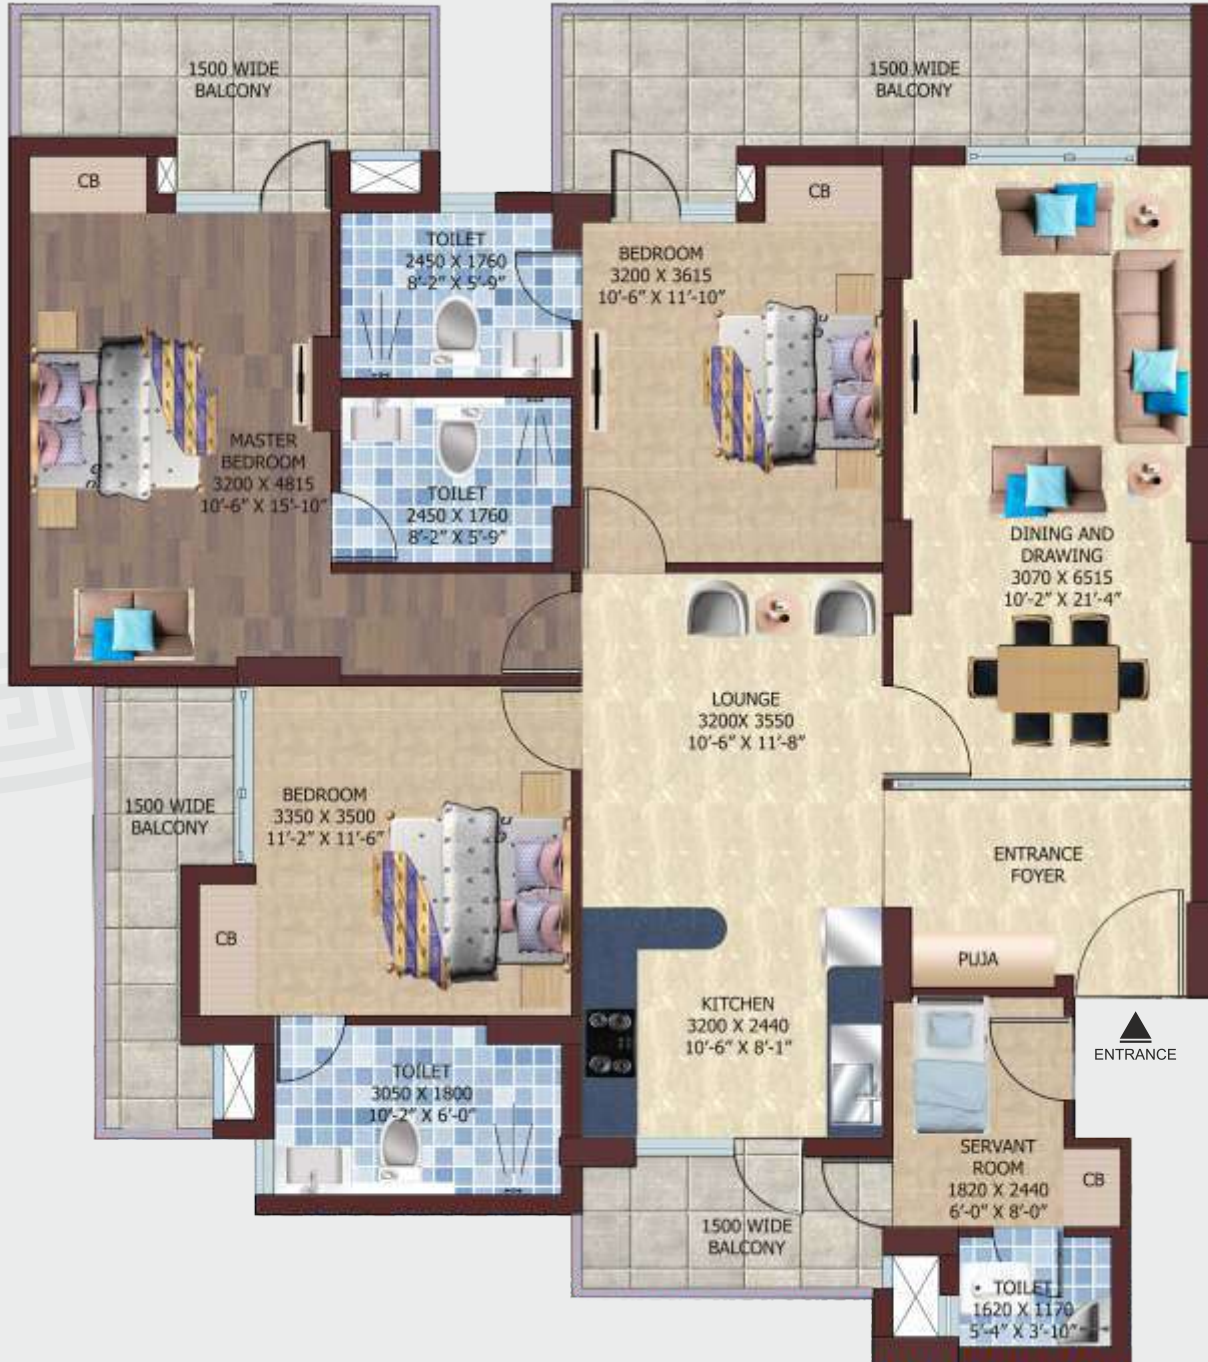 1500 WIDE
BALCONY
1500 WIDE
BALCONY
CB
CB
TOILET
2450 X 1760
8'-2" X 5'-9"
BEDROOM
3200 X 3615
10'-6" X 11'-10"
MASTER
BEDROOM
3200 X 4815
10'-6" X 15'-10"
TOILET
2450 X 1760
8'-2" X 5'-9"
DINING AND
DRAWING
3070 X 6515
10'-2" X 21'-4"
LOUNGE
3200X 3550
10'-6" X 11'-8"
1500 WIDE
BALCONY
BEDROOM
3350 X 3500
11'-2" X 11'-6"
ENTRANCE
FOYER
CB
PUJA
KITCHEN
3200 X 2440
10'-6" X 8'-1"
ENTRANCE
TOILET
3050 X 1800
10'-2" X 6'-0"
SERVANT
ROOM
1820 X 2440
6'-0" X 8'-0"
CB
1500 WIDE
BALCONY
TOILET
1620 X 1170
5'-4" X 3'-10"